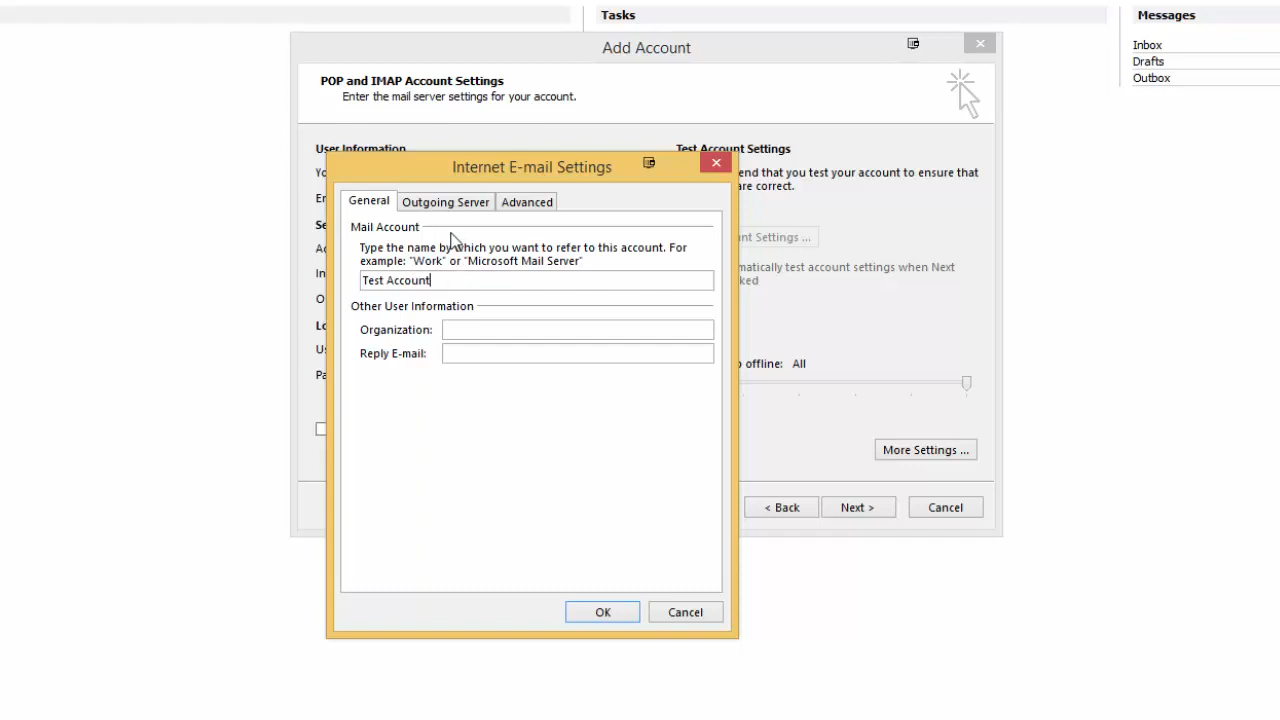 Tasks
Messages
Inbox
Drafts
Outbox
Add Account
POP and IMAP Account Settings
Enter the mail server settings for your account.
User Information
Test Account Settings
Internet E-mail Settings
General
Outgoing Server
Advanced
Mail Account
Type the name by which you want to refer to this account. For
example: "Work" or "Microsoft Mail Server"
Test Account
Other User Information
Organization:
Reply E-mail:
OK
Cancel
end that you test your account to ensure that
are correct.
nt Settings ...
matically test account settings when Next
ked
offline: All
More Settings ...
< Back
Next >
Cancel